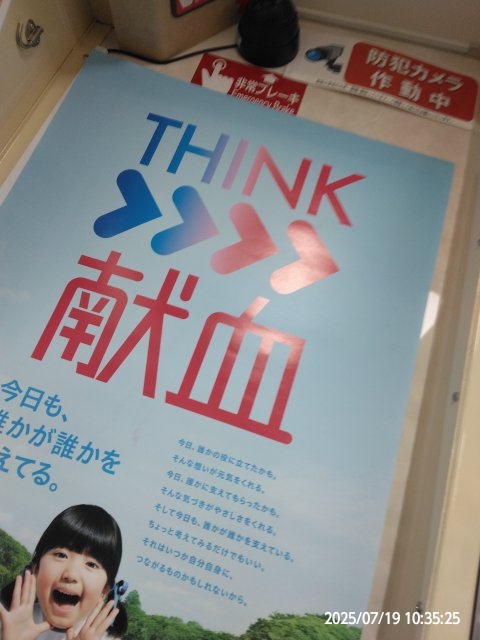 非常ブレーキ
Emergency Brake
防犯カメラ
作動中
THINK
献血
今日も、
誰かが誰かを
えてる。
今日、誰かの役に立てたかも。
そんな想いが元気をくれる。
今日、誰かに支えてもらったかも。
そんな気づきがやさしさをくれる。
そして今日も、誰かが誰かを支えている。
ちょっと考えてみるだけでもいい。
それはいつか自分自身に、
つながるものかもしれないから。
2025/07/19 10:35:25